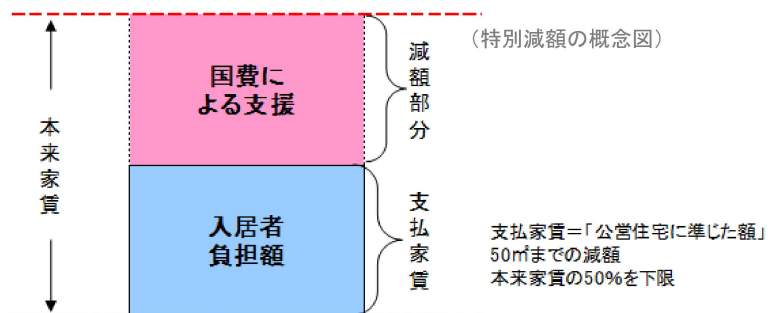 (特別減額の概念図)
本来家賃
国費に
よる支援
減額部分
入居者
負担額
支払家賃
支払家賃=「公営住宅に準じた額」
50㎡までの減額
本来家賃の50%を下限